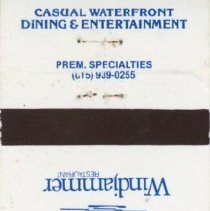 CASUAL WATERFRONT
DINING & ENTERTAINMENT
PREM. SPECIALTIES
(615) 939-0255
Windjammer
RESTAURANT